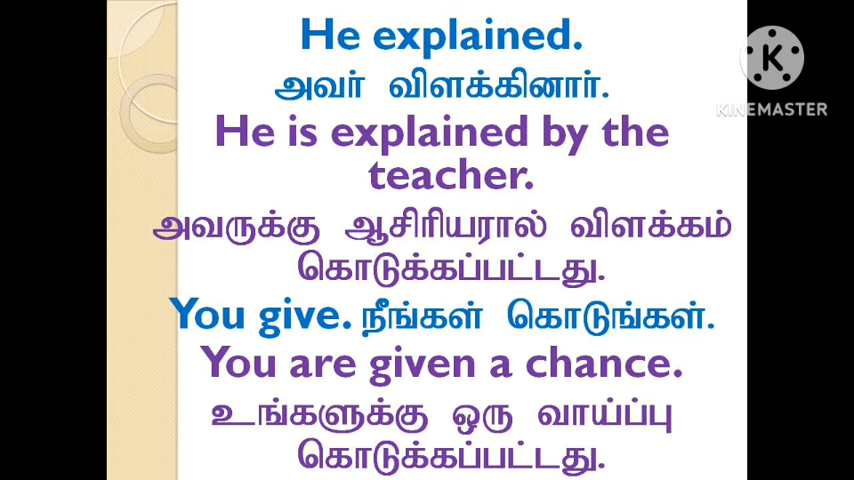 He explained.
அவர் விளக்கினார்.
He is explained by the
teacher.
அவருக்கு ஆசிரியரால் விளக்கம்
கொடுக்கப்பட்டது.
You give. நீங்கள் கொடுங்கள்.
You are given a chance.
உங்களுக்கு ஒரு வாய்ப்பு
கொடுக்கப்பட்டது.
K
KINEMASTER